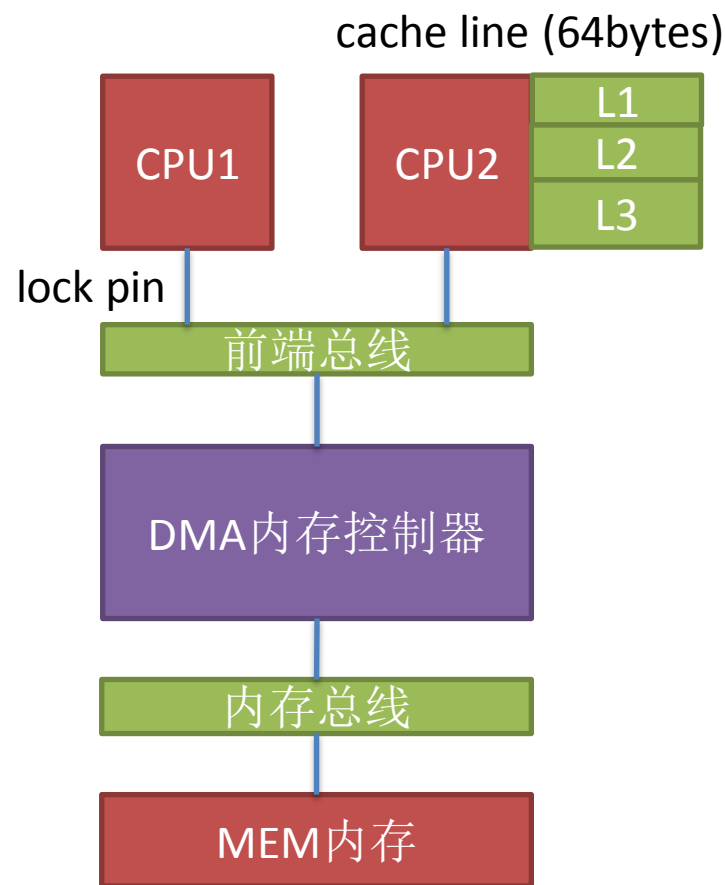 cache line (64bytes)
CPU1
CPU2
L1
L2
L3
lock pin
前端总线
DMA内存控制器
内存总线
MEM内存